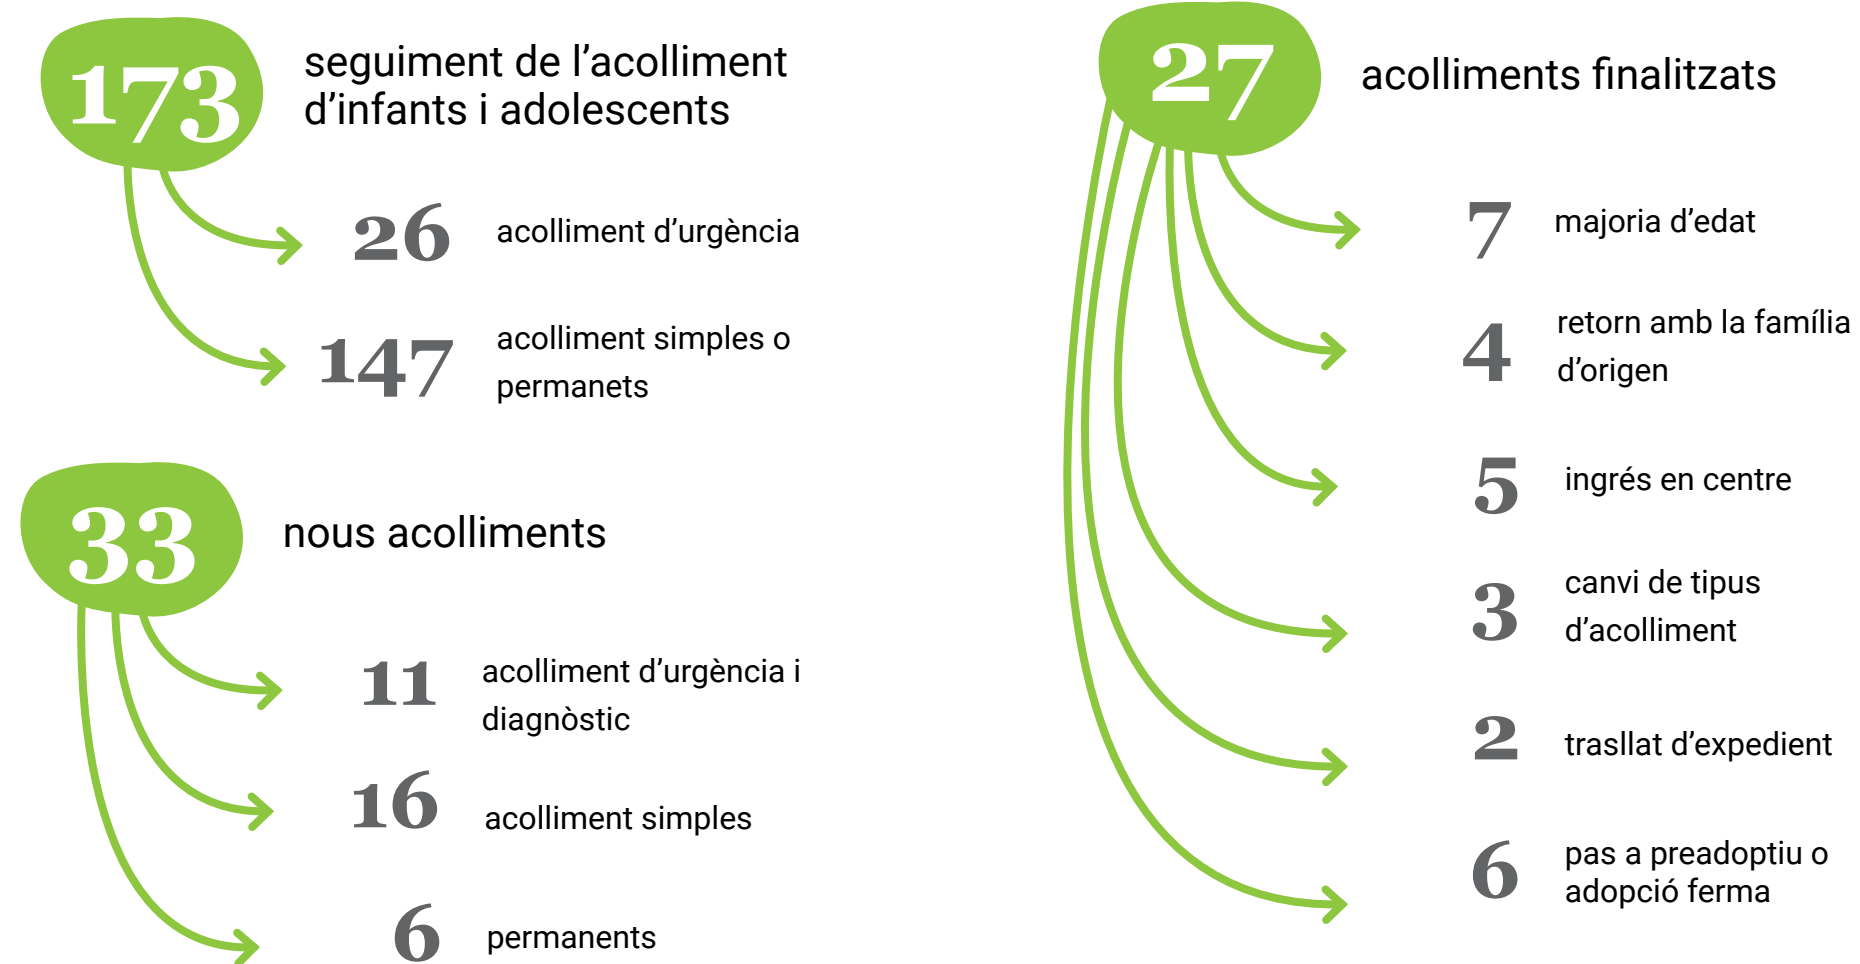 173
seguiment de l’acolliment
d’infants i adolescents
26
acolliment d’urgència
147
acolliment simples o
permanets
33
nous acolliments
11
acolliment d’urgència i
diagnòstic
16
acolliment simples
6
permanents
27
acolliments finalitzats
7
majoria d’edat
4
retorn amb la família
d’origen
5
ingrés en centre
3
canvi de tipus
d’acolliment
2
trasllat d’expedient
6
pas a preadoptiu o
adopció ferma